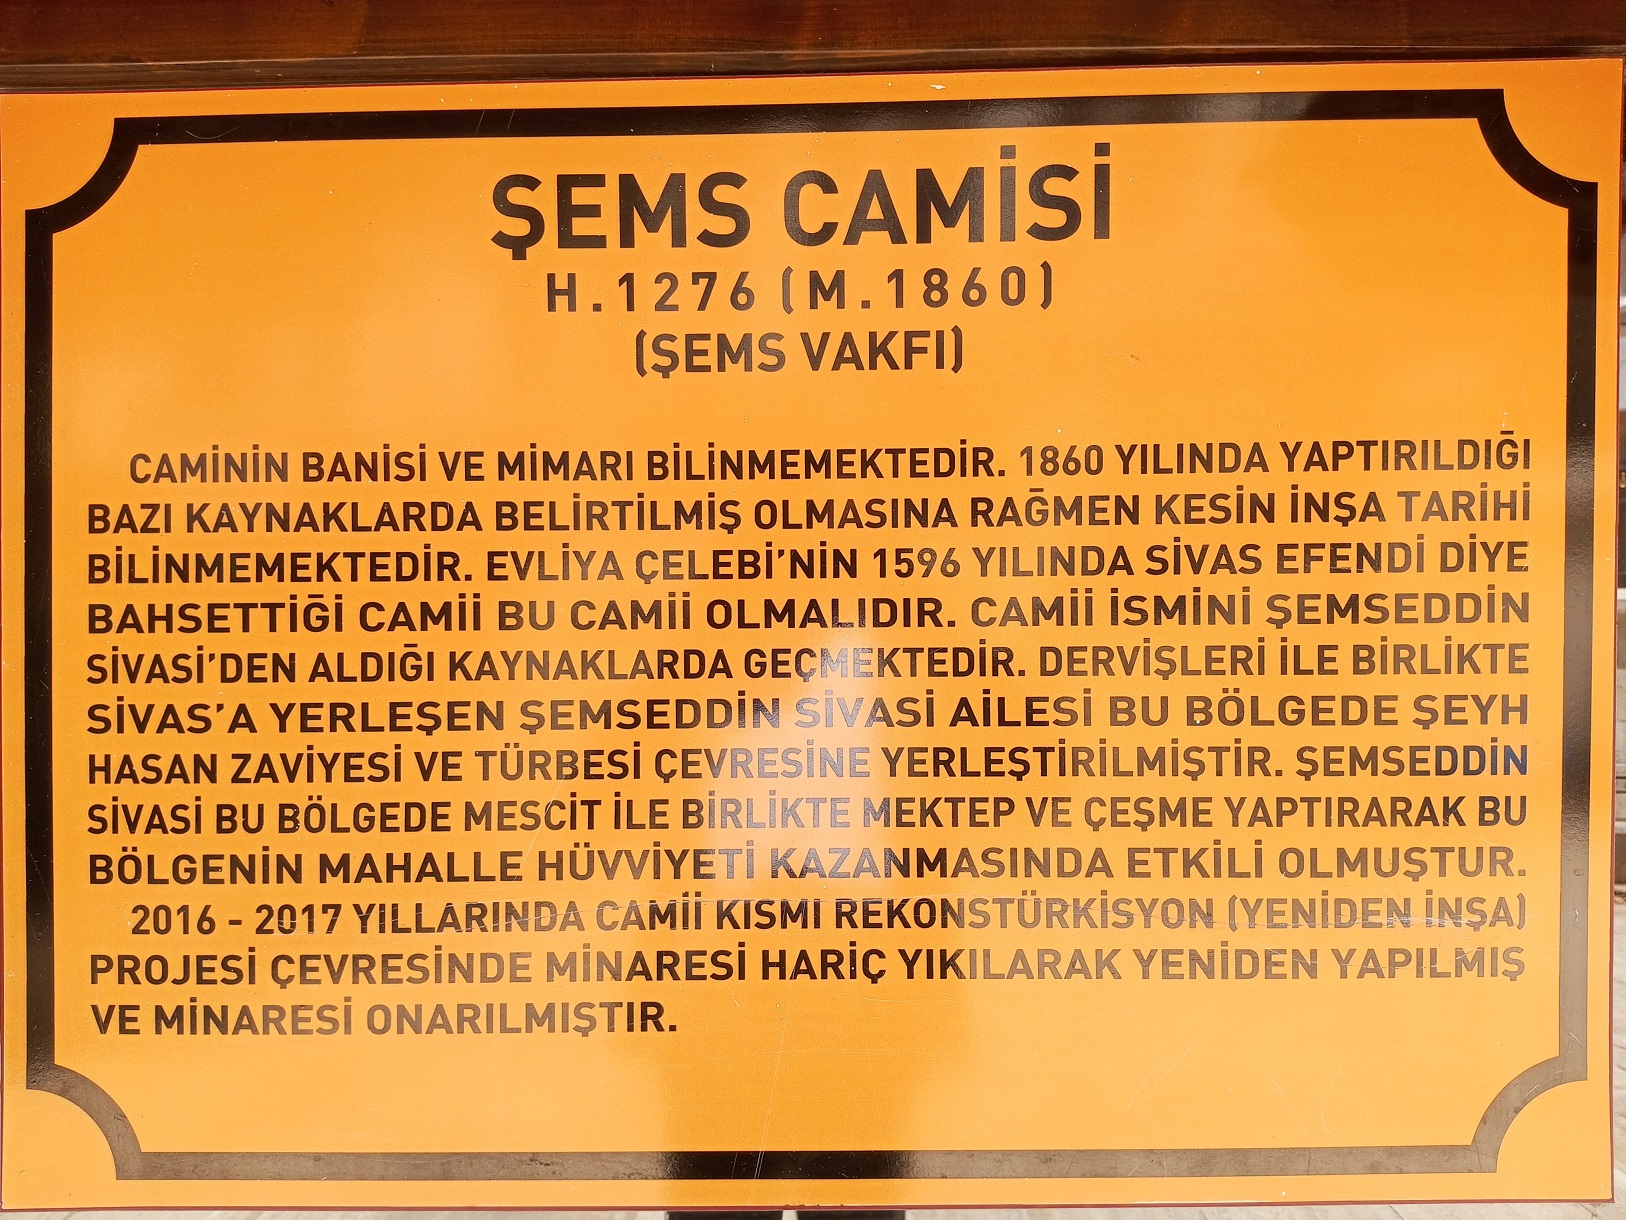 ŞEMS CAMİSİ
H.1276 (M.1860)
(ŞEMS VAKFI)
CAMİNİN BANİSİ VE MİMARI BİLİNMEMEKTEDİR. 1860 YILINDA YAPTIRILDIĞI
BAZI KAYNAKLARDA BELİRTİLMİŞ OLMASINA RAĞMEN KESİN İNŞA TARİHİ
BİLİNMEMEKTEDİR. EVLİYA ÇELEBİ'NİN 1596 YILINDA SİVAS EFENDİ DİYE
BAHSETTİĞİ CAMİİ BU CAMİİ OLMALIDIR. CAMİİ İSMİNİ ŞEMSEDDİN
SİVASİ'DEN ALDIĞI KAYNAKLARDA GEÇMEKTEDİR. DERVİŞLERİ İLE BİRLİKTE
SİVAS'A YERLEŞEN ŞEMSEDDİN SİVASİ AİLESİ BU BÖLGEDE ŞEYH
HASAN ZAVİYESİ VE TÜRBESİ ÇEVRESİNE YERLEŞTİRİLMİŞTİR. ŞEMSEDDİN
SİVASİ BU BÖLGEDE MESCİT İLE BİRLİKTE MEKTEP VE ÇEŞME YAPTIRARAK BU
BÖLGENİN MAHALLE HÜVVİYETİ KAZANMASINDA ETKİLİ OLMUŞTUR.
2016 - 2017 YILLARINDA CAMİİ KISMI REKONSTÜRKİSYON (YENİDEN İNŞA)
PROJESİ ÇEVRESİNDE MİNARESİ HARİÇ YIKILARAK YENİDEN YAPILMIŞ
VE MİNARESİ ONARILMIŞTIR.